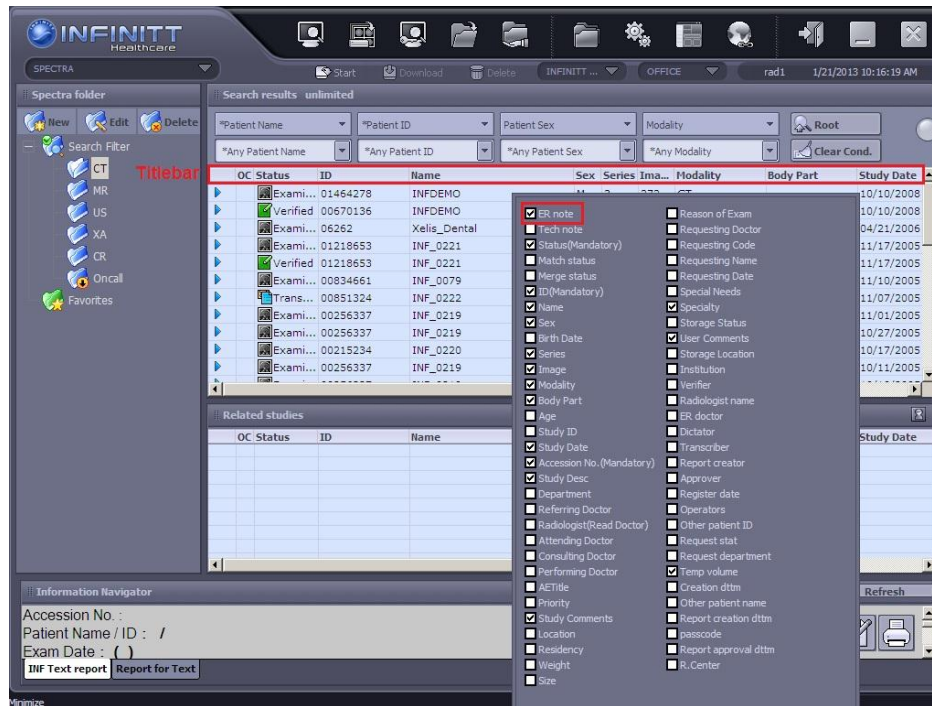 INFINITT
Healthcare
SPECTRA
Start Download Delete INFINITT ... OFFICE rad1 1/21/2013 10:16:19 AM
Spectra folder
New Edit Delete
Search Filter
CT
MR
US
XA
CR
Oncall
Favorites
Titlebar
Search results unlimited
*Patient Name *Patient ID Patient Sex Modality Root
*Any Patient Name *Any Patient ID *Any Patient Sex *Any Modality Clear Cond.
OC Status ID Name Sex Series Ima... Modality Body Part Study Date
Exami... 01464278 INFDEMO 10/10/2008
Verified 00670136 INFDEMO 10/10/2008
Exami... 06262 Xelis_Dental 04/21/2006
Exami... 01218653 INF_0221 11/17/2005
Verified 01218653 INF_0221 11/17/2005
Exami... 00834661 INF_0079 11/10/2005
Trans... 00851324 INF_0222 11/07/2005
Exami... 00256337 INF_0219 11/01/2005
Exami... 00256337 INF_0219 10/27/2005
Exami... 00215234 INF_0220 10/17/2005
Exami... 00256337 INF_0219 10/11/2005
ER note
Tech note
Status(Mandatory)
Match status
Merge status
ID(Mandatory)
Name
Sex
Birth Date
Series
Image
Modality
Body Part
Age
Study ID
Study Date
Accession No.(Mandatory)
Study Desc
Department
Referring Doctor
Radiologist(Read Doctor)
Attending Doctor
Consulting Doctor
Performing Doctor
AETitle
Priority
Study Comments
Location
Residency
Weight
Size
Reason of Exam
Requesting Doctor
Requesting Code
Requesting Name
Requesting Date
Special Needs
Specialty
Storage Status
User Comments
Storage Location
Institution
Verifier
Radiologist name
ER doctor
Dictator
Transcriber
Report creator
Approver
Register date
Operators
Other patient ID
Request stat
Request department
Temp volume
Creation dttm
Other patient name
Report creation dttm
passcode
Report approval dttm
R.Center
Related studies
OC Status ID Name Study Date
Information Navigator Refresh
Accession No. :
Patient Name / ID : /
Exam Date : ( )
INF Text report Report for Text
Minimize